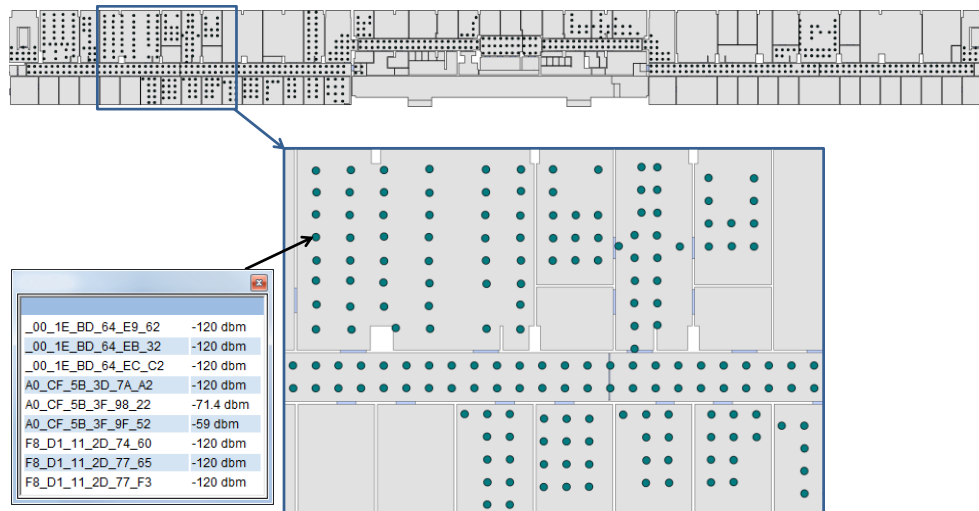 _00_1E_BD_64_E9_62 -120 dbm
_00_1E_BD_64_EB_32 -120 dbm
_00_1E_BD_64_EC_C2 -120 dbm
A0_CF_5B_3D_7A_A2 -120 dbm
A0_CF_5B_3F_98_22 -71.4 dbm
A0_CF_5B_3F_9F_52 -59 dbm
F8_D1_11_2D_74_60 -120 dbm
F8_D1_11_2D_77_65 -120 dbm
F8_D1_11_2D_77_F3 -120 dbm